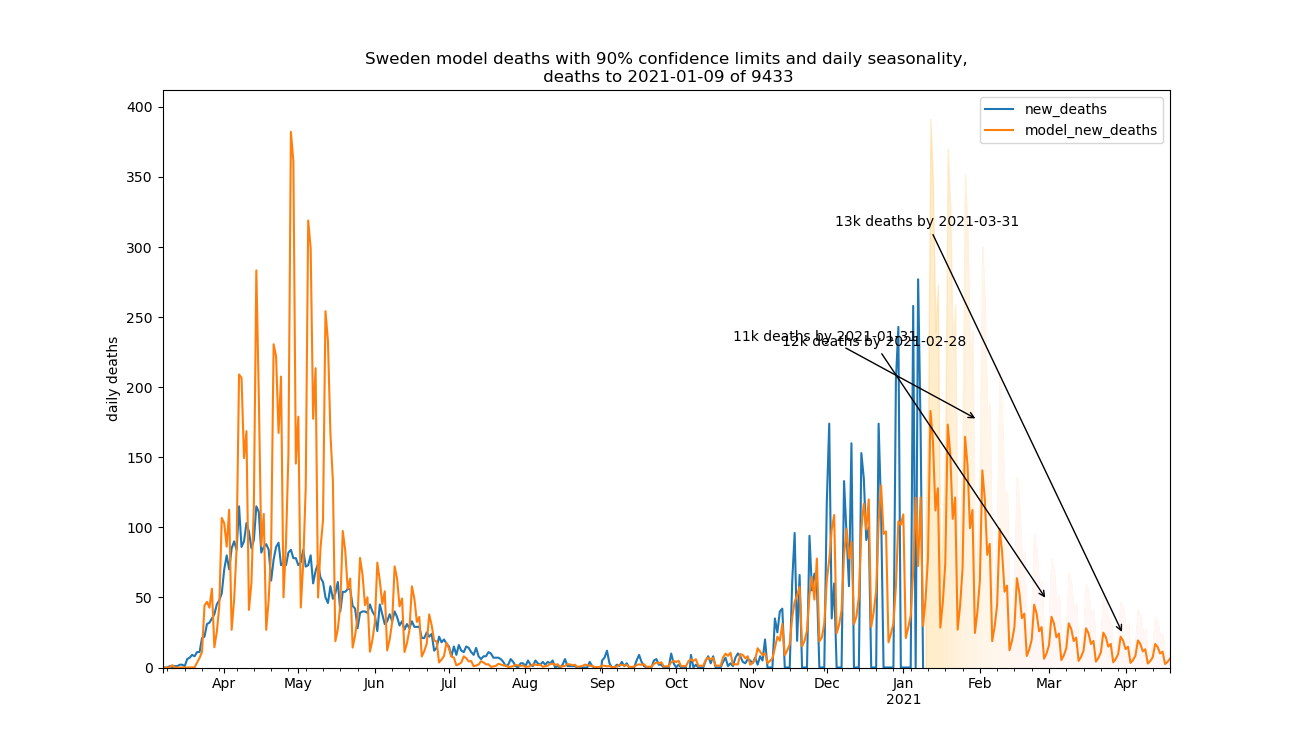 Sweden model deaths with 90% confidence limits and daily seasonality,
deaths to 2021-01-09 of 9433
new_deaths
model_new_deaths
daily deaths
400
350
300
250
200
150
100
50
0
13k deaths by 2021-03-31
11k deaths by 2021-01-31
12k deaths by 2021-02-28
Apr May Jun Jul Aug Sep Oct Nov Dec Jan Feb Mar Apr
2021